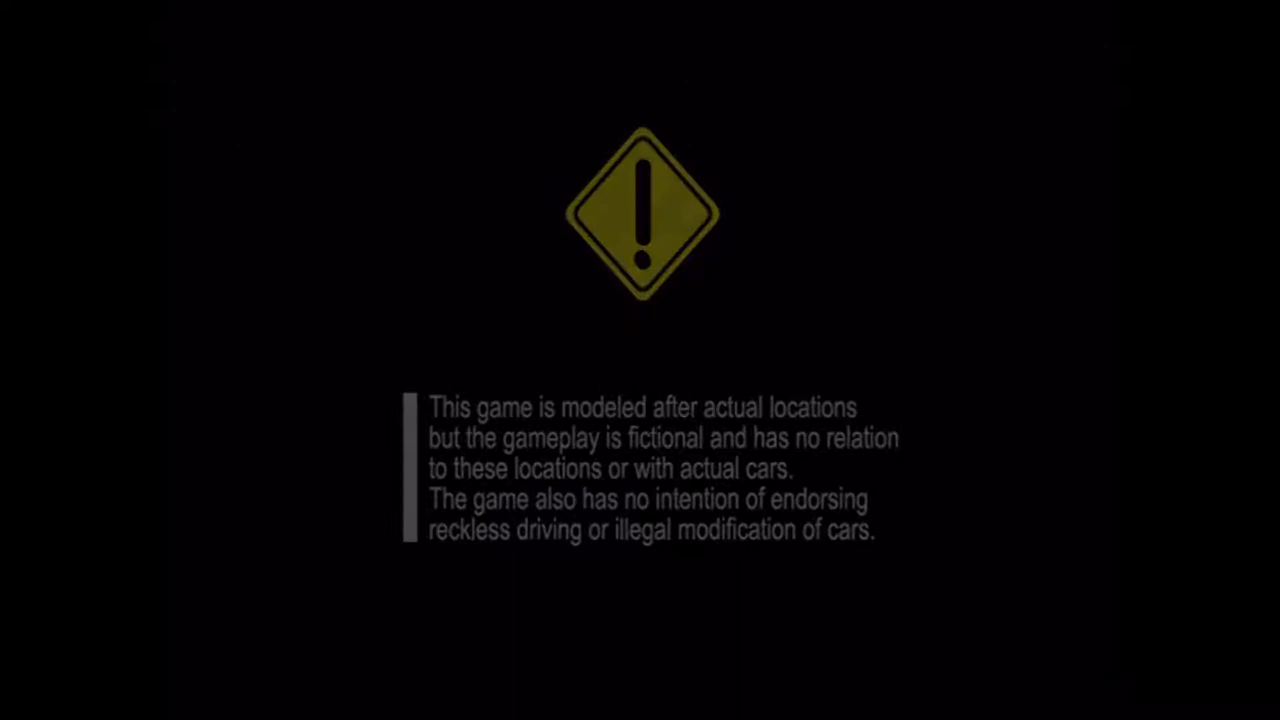 This game is modeled after actual locations
but the gameplay is fictional and has no relation
to these locations or with actual cars.
The game also has no intention of endorsing
reckless driving or illegal modification of cars.